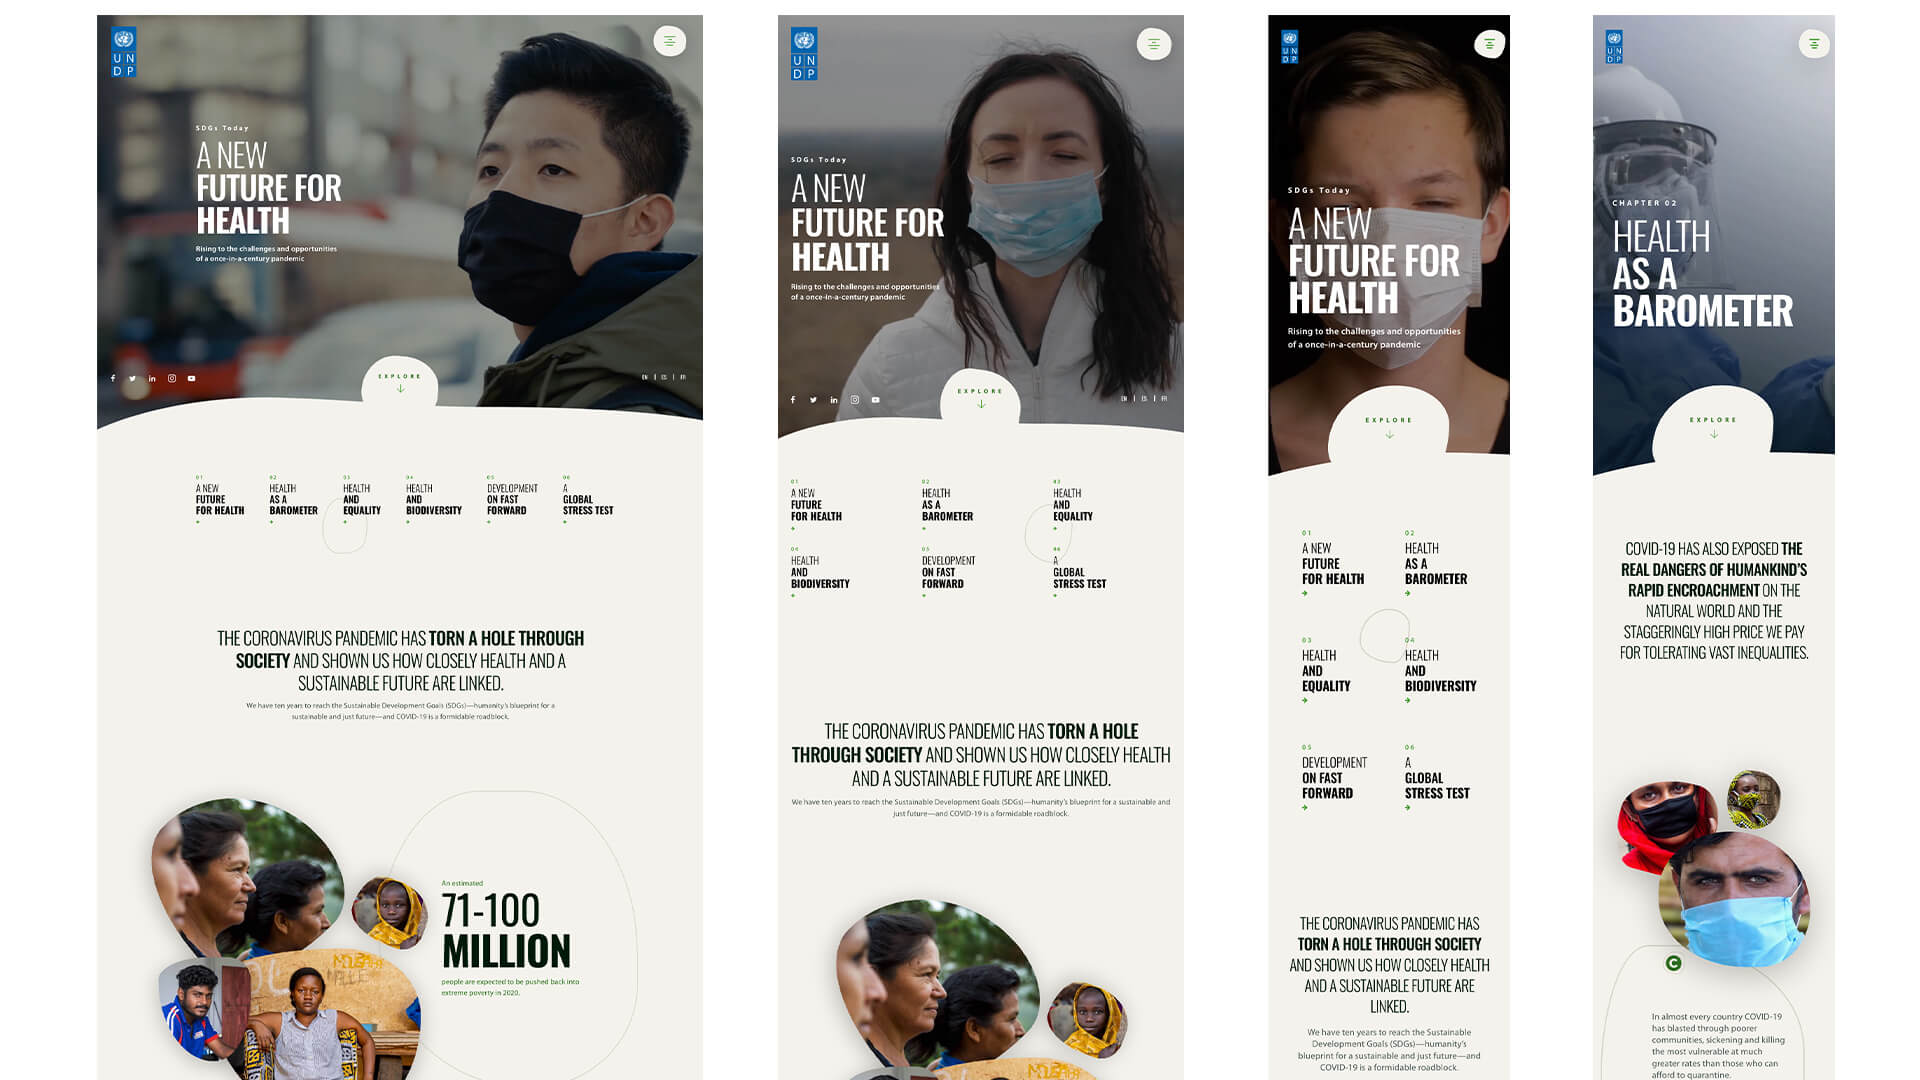 UN
DP
SDGs Today
A NEW
FUTURE FOR
HEALTH
Rising to the challenges and opportunities
of a once-in-a-century pandemic
EXPLORE
EN | ES | FR
01
A NEW
FUTURE
FOR HEALTH
02
HEALTH
AS A
BAROMETER
03
HEALTH
AND
EQUALITY
04
HEALTH
AND
BIODIVERSITY
05
DEVELOPMENT
ON FAST
FORWARD
06
A
GLOBAL
STRESS TEST
THE CORONAVIRUS PANDEMIC HAS TORN A HOLE THROUGH
SOCIETY AND SHOWN US HOW CLOSELY HEALTH AND A
SUSTAINABLE FUTURE ARE LINKED.
We have ten years to reach the Sustainable Development Goals (SDGs)—humanity's blueprint for a
sustainable and just future—and COVID-19 is a formidable roadblock.
An estimated
71-100
MILLION
people are expected to be pushed back into
extreme poverty in 2020.
UN
DP
SDGs Today
A NEW
FUTURE FOR
HEALTH
Rising to the challenges and opportunities
of a once-in-a-century pandemic
EXPLORE
EN | ES | FR
01
A NEW
FUTURE
FOR HEALTH
02
HEALTH
AS A
BAROMETER
03
HEALTH
AND
EQUALITY
04
HEALTH
AND
BIODIVERSITY
05
DEVELOPMENT
ON FAST
FORWARD
06
A
GLOBAL
STRESS TEST
THE CORONAVIRUS PANDEMIC HAS TORN A HOLE
THROUGH SOCIETY AND SHOWN US HOW CLOSELY HEALTH
AND A SUSTAINABLE FUTURE ARE LINKED.
We have ten years to reach the Sustainable Development Goals (SDGs)—humanity's blueprint for a sustainable and
just future—and COVID-19 is a formidable roadblock.
UN
DP
SDGs Today
A NEW
FUTURE FOR
HEALTH
Rising to the challenges and opportunities
of a once-in-a-century pandemic
EXPLORE
01
A NEW
FUTURE
FOR HEALTH
02
HEALTH
AS A
BAROMETER
03
HEALTH
AND
EQUALITY
04
HEALTH
AND
BIODIVERSITY
05
DEVELOPMENT
ON FAST
FORWARD
06
A
GLOBAL
STRESS TEST
THE CORONAVIRUS PANDEMIC HAS
TORN A HOLE THROUGH SOCIETY
AND SHOWN US HOW CLOSELY HEALTH
AND A SUSTAINABLE FUTURE ARE
LINKED.
We have ten years to reach the Sustainable
Development Goals (SDGs)—humanity's
blueprint for a sustainable and just future—and
COVID-19 is a formidable roadblock.
UN
DP
CHAPTER 02
HEALTH
AS A
BAROMETER
EXPLORE
COVID-19 HAS ALSO EXPOSED THE
REAL DANGERS OF HUMANKIND'S
RAPID ENCROACHMENT ON THE
NATURAL WORLD AND THE
STAGGERINGLY HIGH PRICE WE PAY
FOR TOLERATING VAST INEQUALITIES.
C
In almost every country COVID-19
has blasted through poorer
communities, sickening and killing
the most vulnerable at much
greater rates than those who can
afford to quarantine.